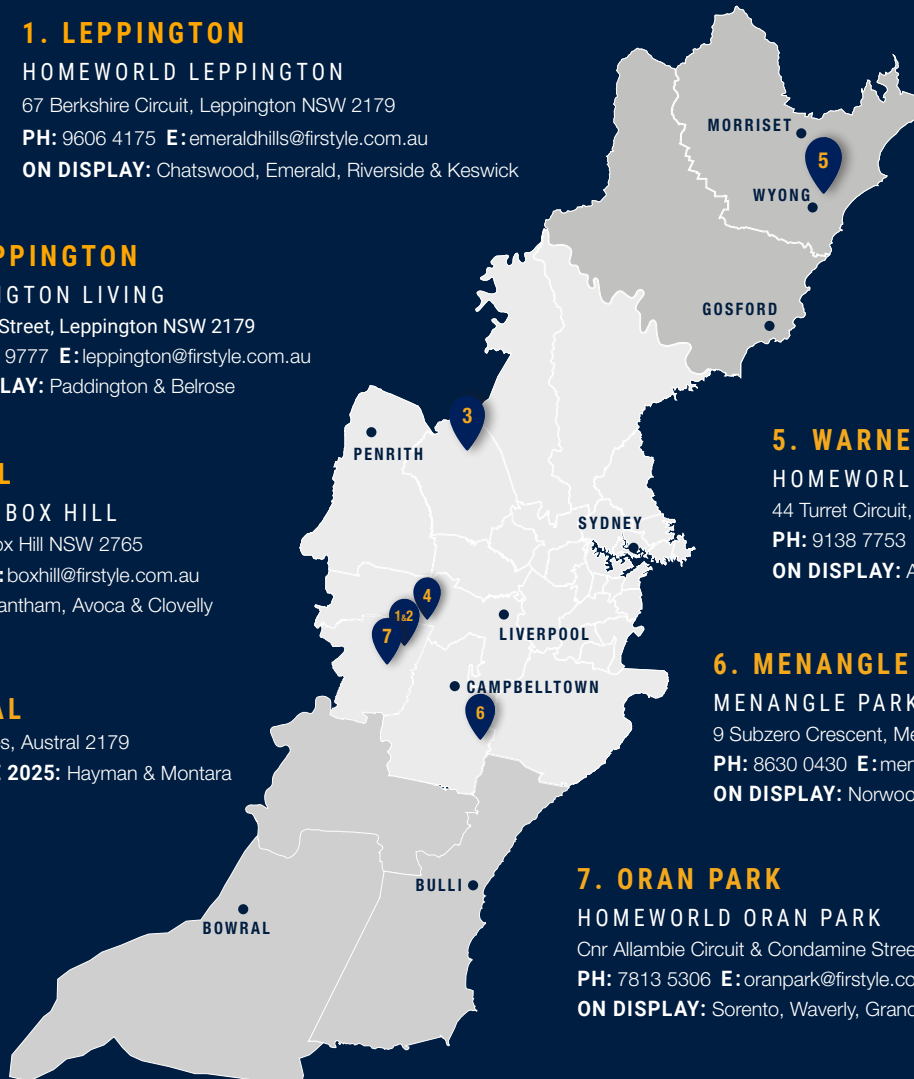 1. LEPPINGTON
HOMEWORLD LEPPINGTON
67 Berkshire Circuit, Leppington NSW 2179
PH: 9606 4175 E: emeraldhills@firstyle.com.au
ON DISPLAY: Chatswood, Emerald, Riverside & Keswick
PPINGTON
NGTON LIVING
Street, Leppington NSW 2179
9777 E: leppington@firstyle.com.au
LAY: Paddington & Belrose
L
BOX HILL
ox Hill NSW 2765
: boxhill@firstyle.com.au
antham, Avoca & Clovelly
AL
s, Austral 2179
2025: Hayman & Montara
MORRISET
5
WYONG
GOSFORD
3
PENRITH
SYDNEY
4
1&2
7
LIVERPOOL
CAMPBELLTOWN
6
BULLI
BOWRAL
5. WARNE
HOMEWORL
44 Turret Circuit,
PH: 9138 7753
ON DISPLAY: A
6. MENANGLE
MENANGLE PARK
9 Subzero Crescent, Me
PH: 8630 0430 E: men
ON DISPLAY: Norwoo
7. ORAN PARK
HOMEWORLD ORAN PARK
Cnr Allambie Circuit & Condamine Stree
PH: 7813 5306 E: oranpark@firstyle.co
ON DISPLAY: Sorento, Waverly, Grand